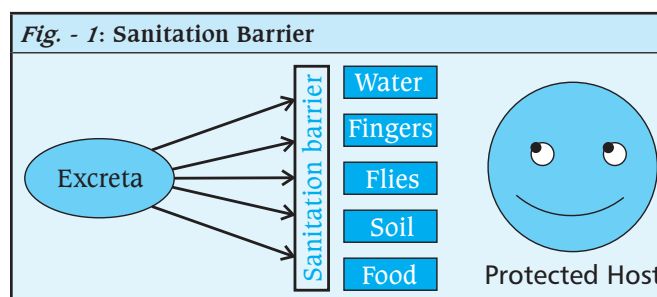 Fig. - 1: Sanitation Barrier
Excreta
Sanitation barrier
Water
Fingers
Flies
Soil
Food
Protected Host